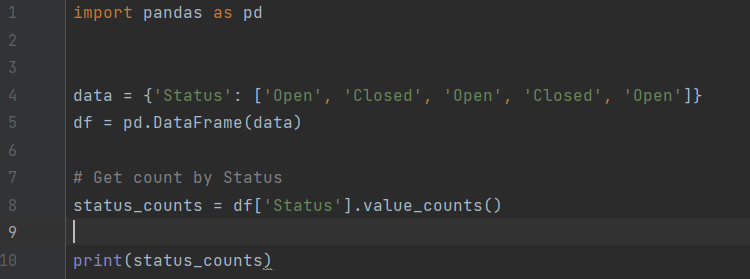 1 import pandas as pd
2
3
4 data = {'Status': ['Open', 'Closed', 'Open', 'Closed', 'Open']}
5 df = pd.DataFrame(data)
6
7 # Get count by Status
8 status_counts = df['Status'].value_counts()
9
10 print(status_counts)